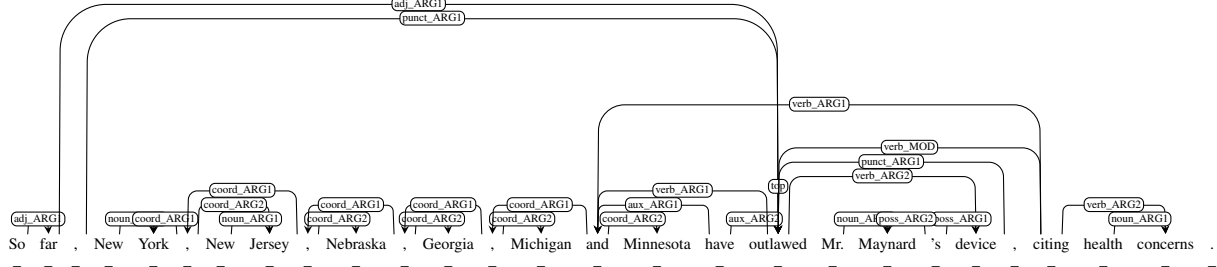 adj_ARG1
punct_ARG1
verb_ARG1
verb_MOD
punct_ARG1
verb_ARG2
top
coord_ARG1 coord_ARG1 coord_ARG1 coord_ARG1 verb_ARG1 verb_ARG2
coord_ARG2 aux_ARG1
adj_ARG1 coord_ARG1 noun_ARG1 coord_ARG2 coord_ARG2 coord_ARG2 coord_ARG2 aux_ARG2 poss_ARG2 poss_ARG1 noun_ARG1
So far , New York , New Jersey , Nebraska , Georgia , Michigan and Minnesota have outlawed Mr. Maynard 's device , citing health concerns .